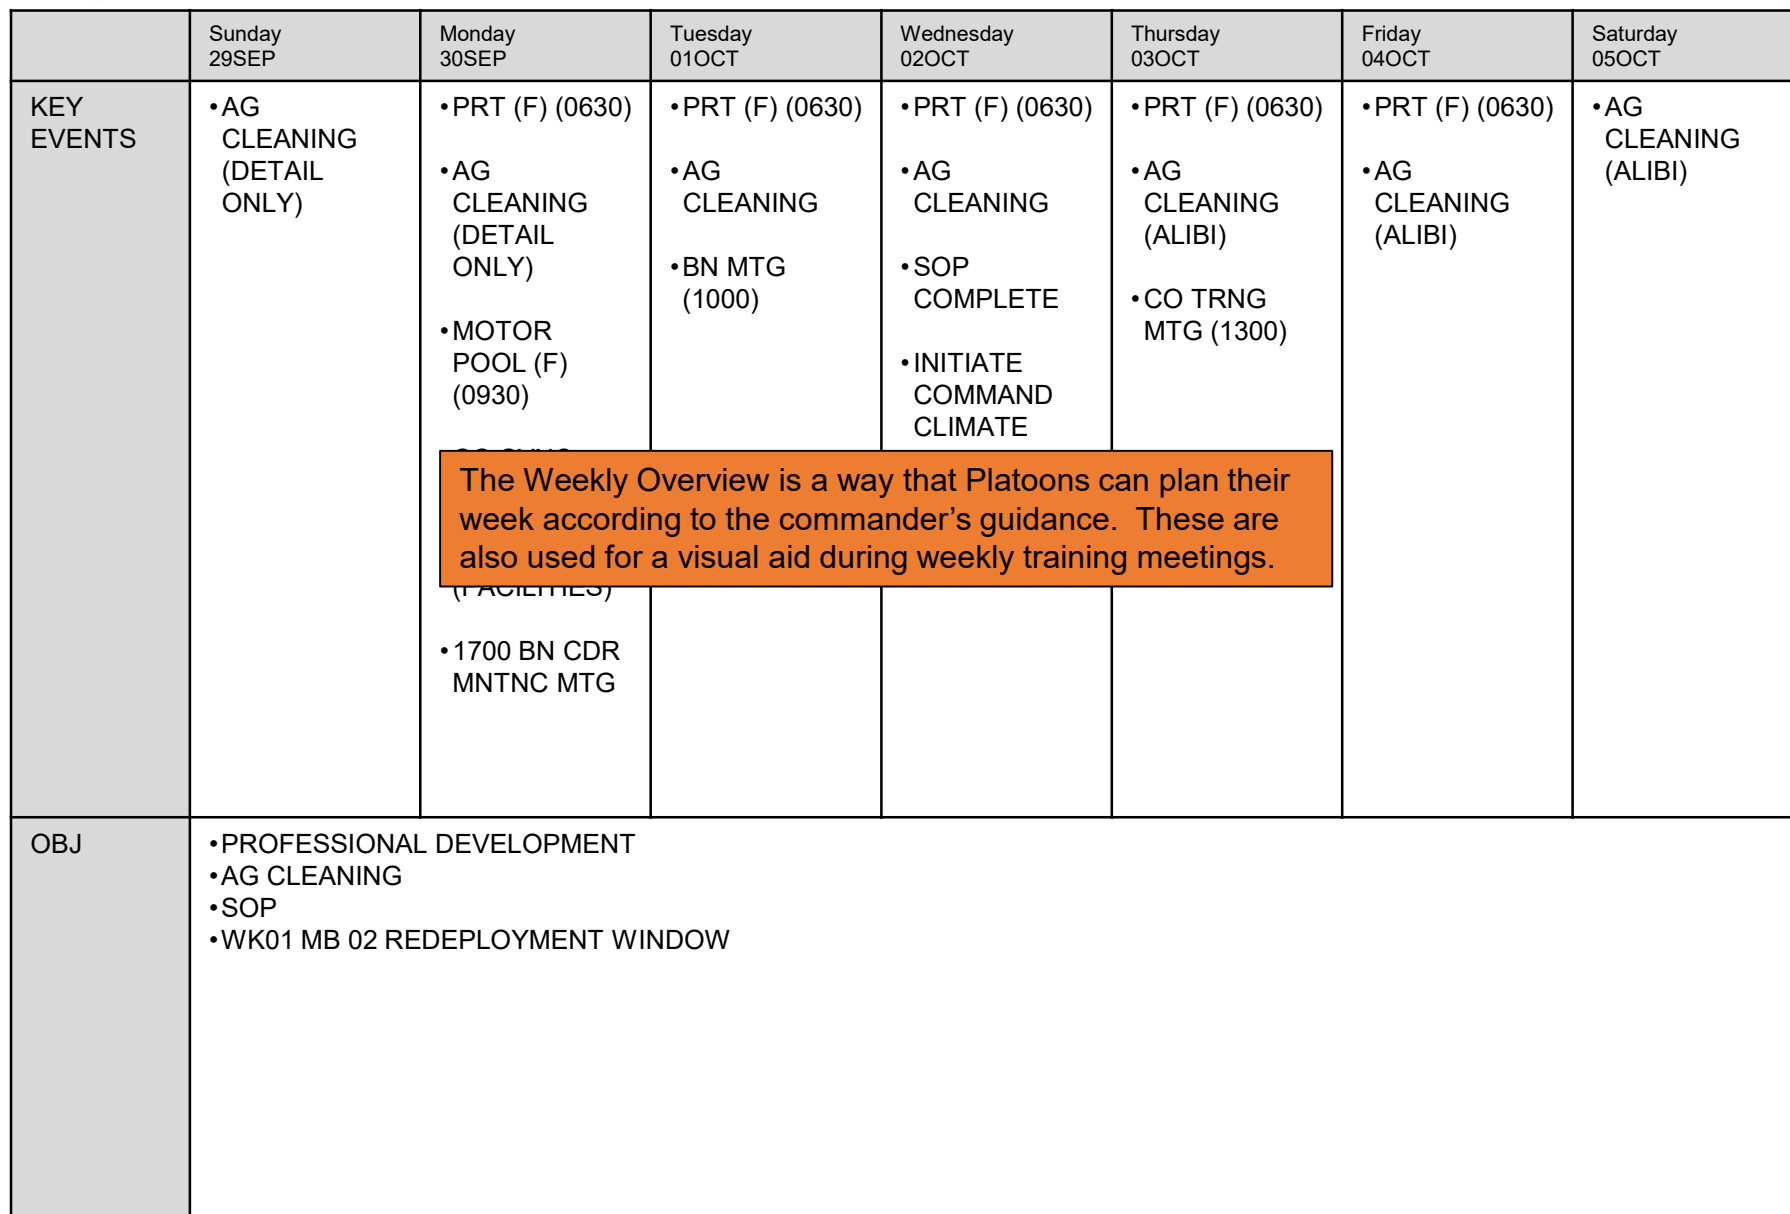 Sunday
29SEP
Monday
30SEP
Tuesday
01OCT
Wednesday
02OCT
Thursday
03OCT
Friday
04OCT
Saturday
05OCT
KEY
EVENTS
•AG
CLEANING
(DETAIL
ONLY)
•PRT (F) (0630)
•AG
CLEANING
(DETAIL
ONLY)
•MOTOR
POOL (F)
(0930)
(FACILITIES)
•1700 BN CDR
MNTNC MTG
•PRT (F) (0630)
•AG
CLEANING
•BN MTG
(1000)
•PRT (F) (0630)
•AG
CLEANING
•SOP
COMPLETE
•INITIATE
COMMAND
CLIMATE
•PRT (F) (0630)
•AG
CLEANING
(ALIBI)
•CO TRNG
MTG (1300)
•PRT (F) (0630)
•AG
CLEANING
(ALIBI)
•AG
CLEANING
(ALIBI)
The Weekly Overview is a way that Platoons can plan their
week according to the commander’s guidance.  These are
also used for a visual aid during weekly training meetings.
OBJ
•PROFESSIONAL DEVELOPMENT
•AG CLEANING
•SOP
•WK01 MB 02 REDEPLOYMENT WINDOW